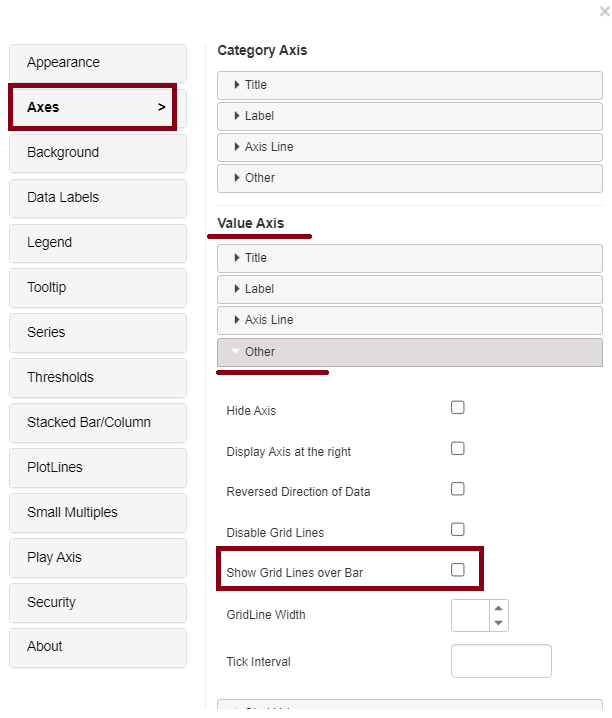 ×
Appearance
Axes >
Background
Data Labels
Legend
Tooltip
Series
Thresholds
Stacked Bar/Column
PlotLines
Small Multiples
Play Axis
Security
About
Category Axis
Title
Label
Axis Line
Other
Value Axis
Title
Label
Axis Line
Other
Hide Axis
Display Axis at the right
Reversed Direction of Data
Disable Grid Lines
Show Grid Lines over Bar
GridLine Width
Tick Interval